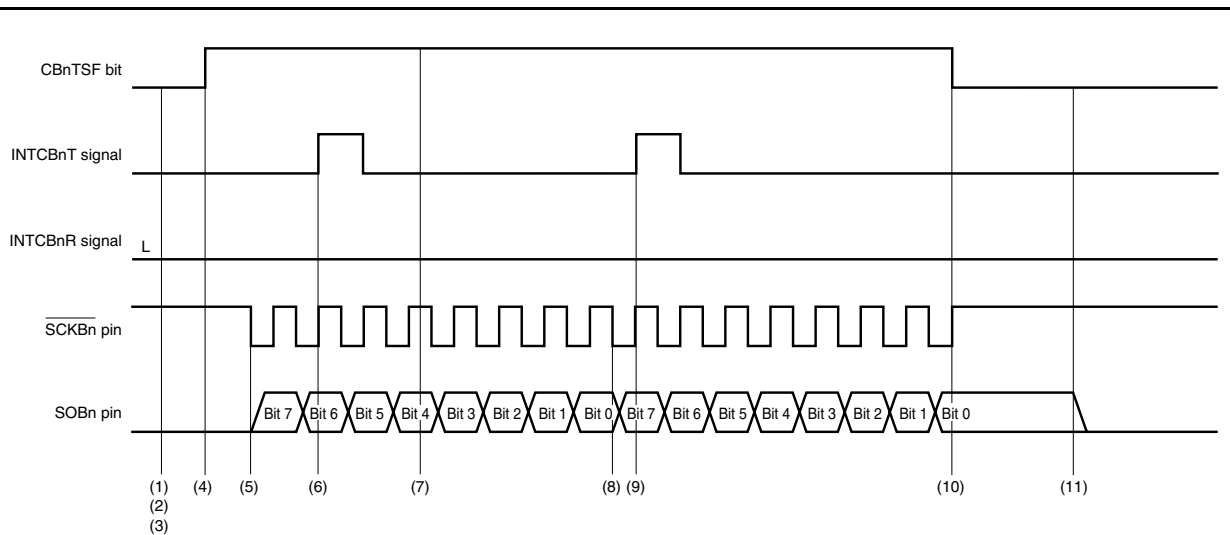 CBnTSF bit
INTCBnT signal
INTCBnR signal
L
SCKBn pin
SOBn pin
Bit 7 Bit 6 Bit 5 Bit 4 Bit 3 Bit 2 Bit 1 Bit 0 Bit 7 Bit 6 Bit 5 Bit 4 Bit 3 Bit 2 Bit 1 Bit 0
(1) (4) (5) (6) (7) (8) (9) (10) (11)
(2)
(3)